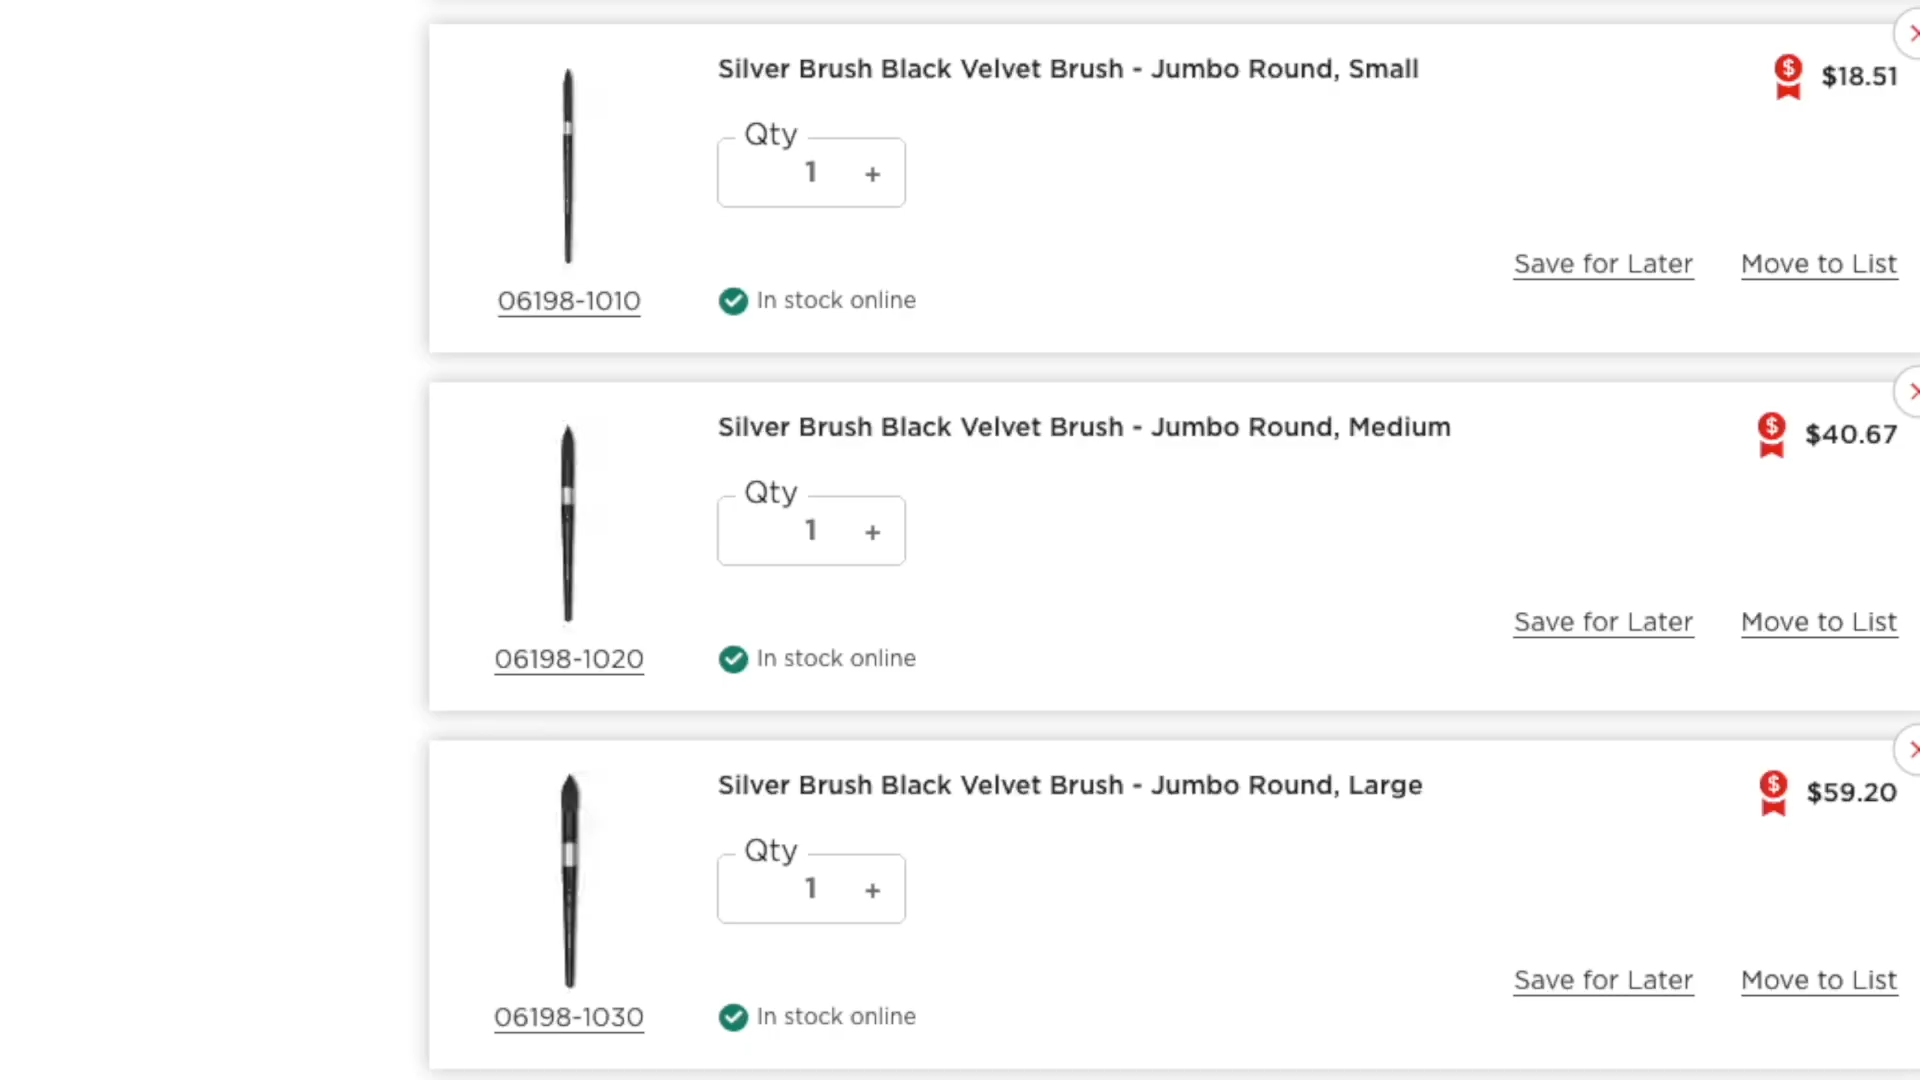 Silver Brush Black Velvet Brush - Jumbo Round, Small
$ $18.51
Qty
1 +
Save for Later Move to List
06198-1010 In stock online
Silver Brush Black Velvet Brush - Jumbo Round, Medium
$ $40.67
Qty
1 +
Save for Later Move to List
06198-1020 In stock online
Silver Brush Black Velvet Brush - Jumbo Round, Large
$ $59.20
Qty
1 +
Save for Later Move to List
06198-1030 In stock online